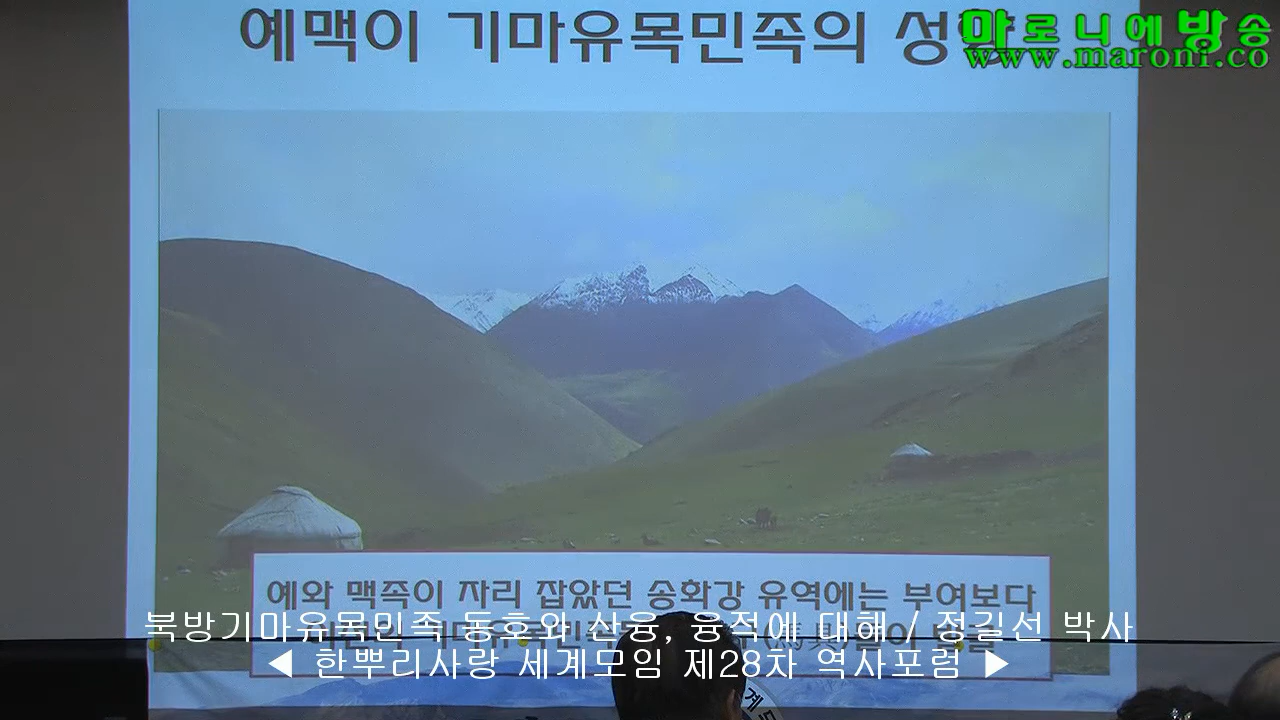 예맥이 기마유목민족의
마로니에방송
www.maroni.co
예와 맥족이 자리 잡았던 송화강 유역에는 부여보다
북방기마유목민족 동호와 산융, 융적에 대해 / 정길선 박사
◀ 한뿌리사랑 세계모임 제28차 역사포럼 ▶